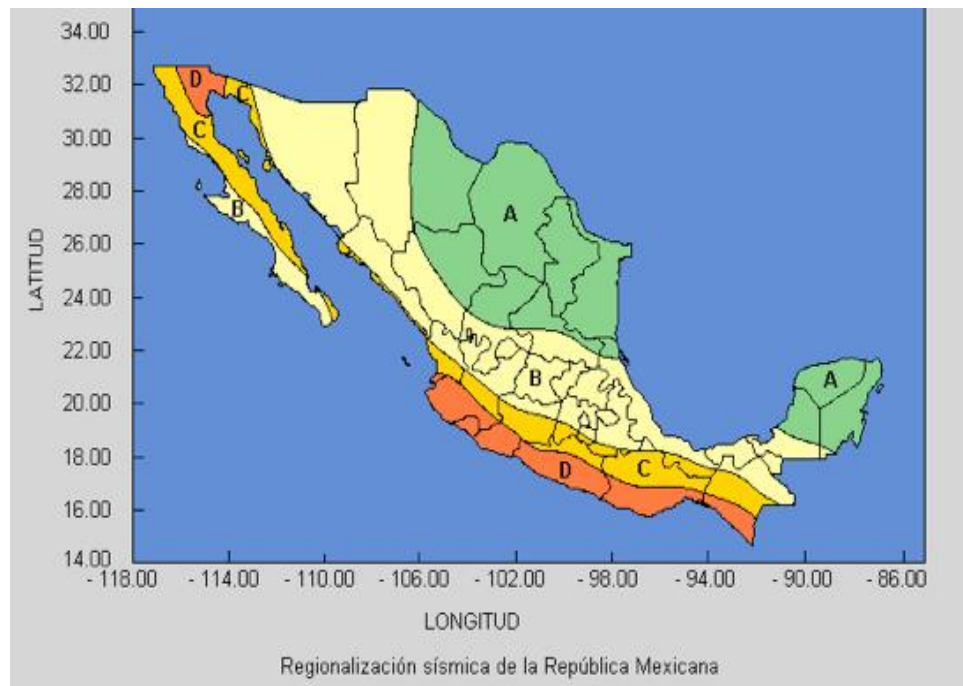 34.00
32.00
30.00
28.00
26.00
24.00
22.00
20.00
18.00
16.00
14.00
LATITUD
D
C
C
B
A
A
B
C
D
- 118.00 - 114.00 - 110.00 - 106.00 - 102.00 - 98.00 - 94.00 - 90.00 - 86.00
LONGITUD
Regionalización sísmica de la República Mexicana